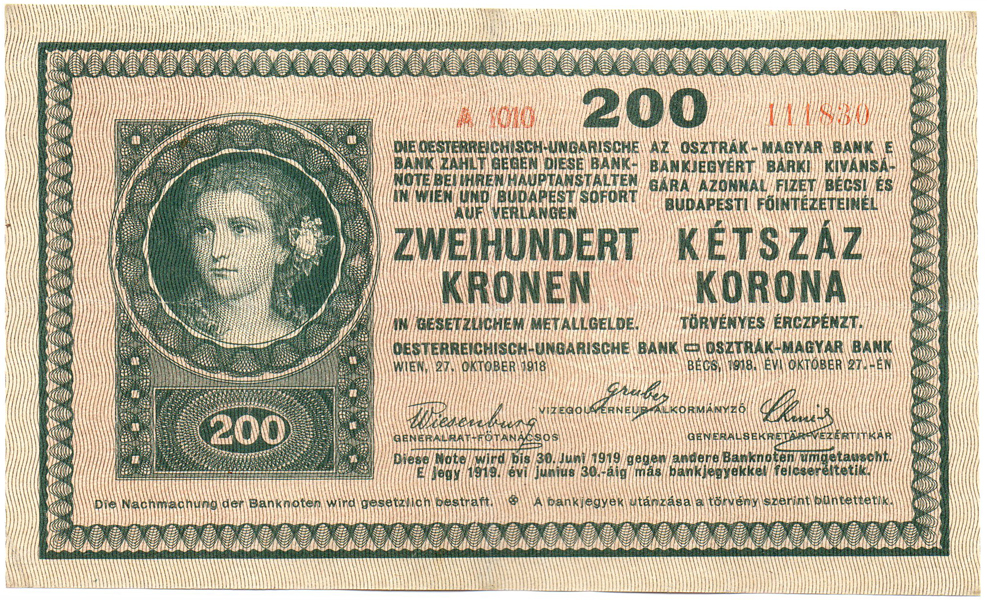 A 1010 200 111830
DIE OESTERREICHISCH-UNGARISCHE
BANK ZAHLT GEGEN DIESE BANK-
NOTE BEI IHREN HAUPTANSTALTEN
IN WIEN UND BUDAPEST SOFORT
AUF VERLANGEN
ZWEIHUNDERT
KRONEN
IN GESETZLICHEM METALLGELDE.
OESTERREICHISCH-UNGARISCHE BANK
WIEN, 27. OKTOBER 1918
AZ OSZTRÁK-MAGYAR BANK E
BANKJEGYÉRT BÁRKI KIVÁNSÁ-
GÁRA AZONNAL FIZET BÉCSI ÉS
BUDAPESTI FŐINTÉZETEINÉL
KÉTSZÁZ
KORONA
TÖRVÉNYES ÉRCZPÉNZT.
OSZTRÁK-MAGYAR BANK
BÉCS, 1918. ÉVI OKTOBER 27.-ÉN
Gruber
VIZEGOUVERNEUR-ALKORMÁNYZÓ
Wiesenburg
GENERALRAT-FŐTANÁCSOS
Schmid
GENERALSEKRETÄR-VEZÉRTITKÁR
Diese Note wird bis 30. Juni 1919 gegen andere Banknoten umgetauscht.
E jegy 1919. évi junius 30.-áig más bankjegyekkel felcseréltetik.
200
Die Nachmachung der Banknoten wird gesetzlich bestraft. A bankjegyek utánzása a törvény szerint büntettetik.